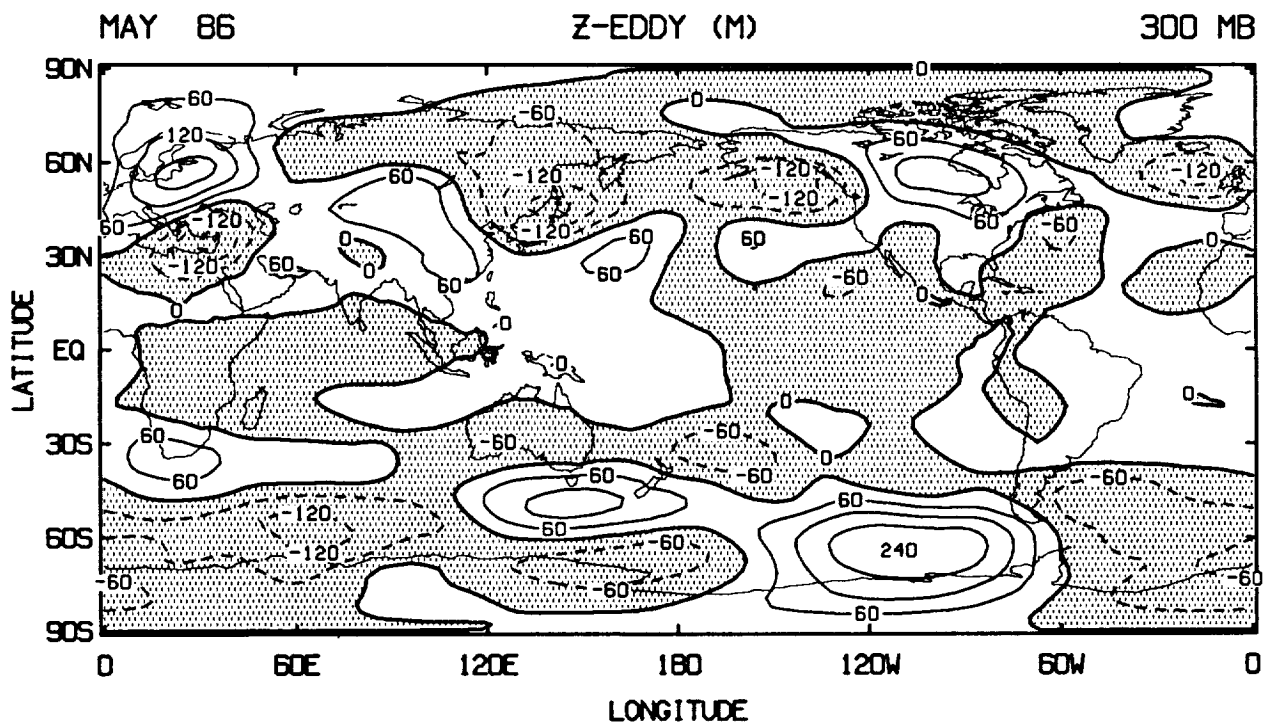 MAY 86 Z-EDDY (M) 300 MB
90N 0
60 0 -60
120 60
60N -120 60 -120 -120
-120
60 -120 60 -60
-120 60 0
30N -120 60 0 -60
0 60 60
0 0 0
EQ 0
0 0
30S 60 -60 -60
60 60 -60 0
60 60 -60
-120 60
60S -120 -60 240
-60 -60 60 -60
90S
0 60E 120E 180 120W 60W 0
LATITUDE
LONGITUDE